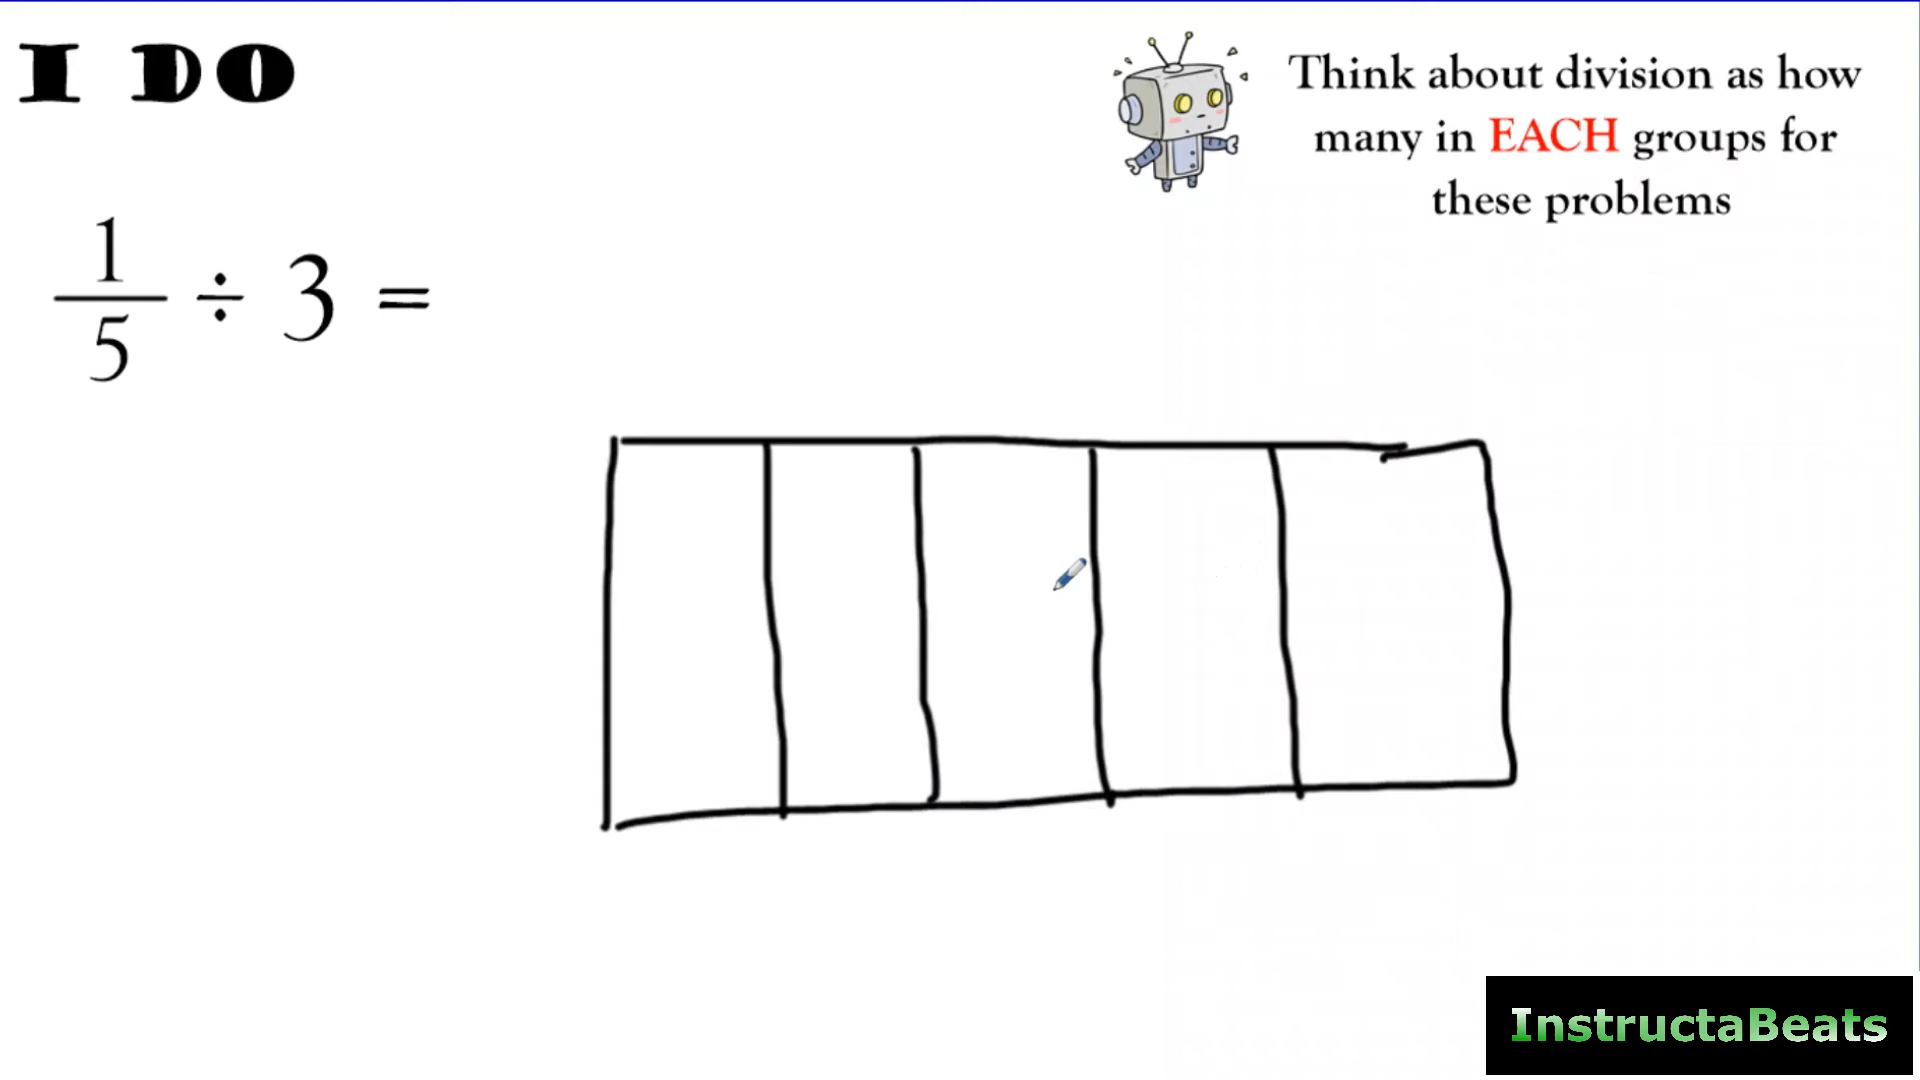 I DO
Think about division as how
many in EACH groups for
these problems
1
5
÷ 3 =
InstructaBeats